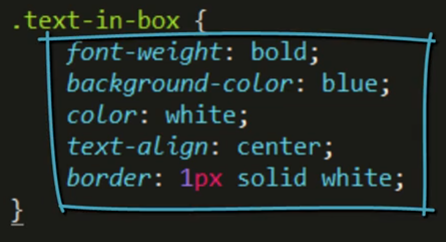 .text-in-box {
font-weight: bold;
background-color: blue;
color: white;
text-align: center;
border: 1px solid white;
}